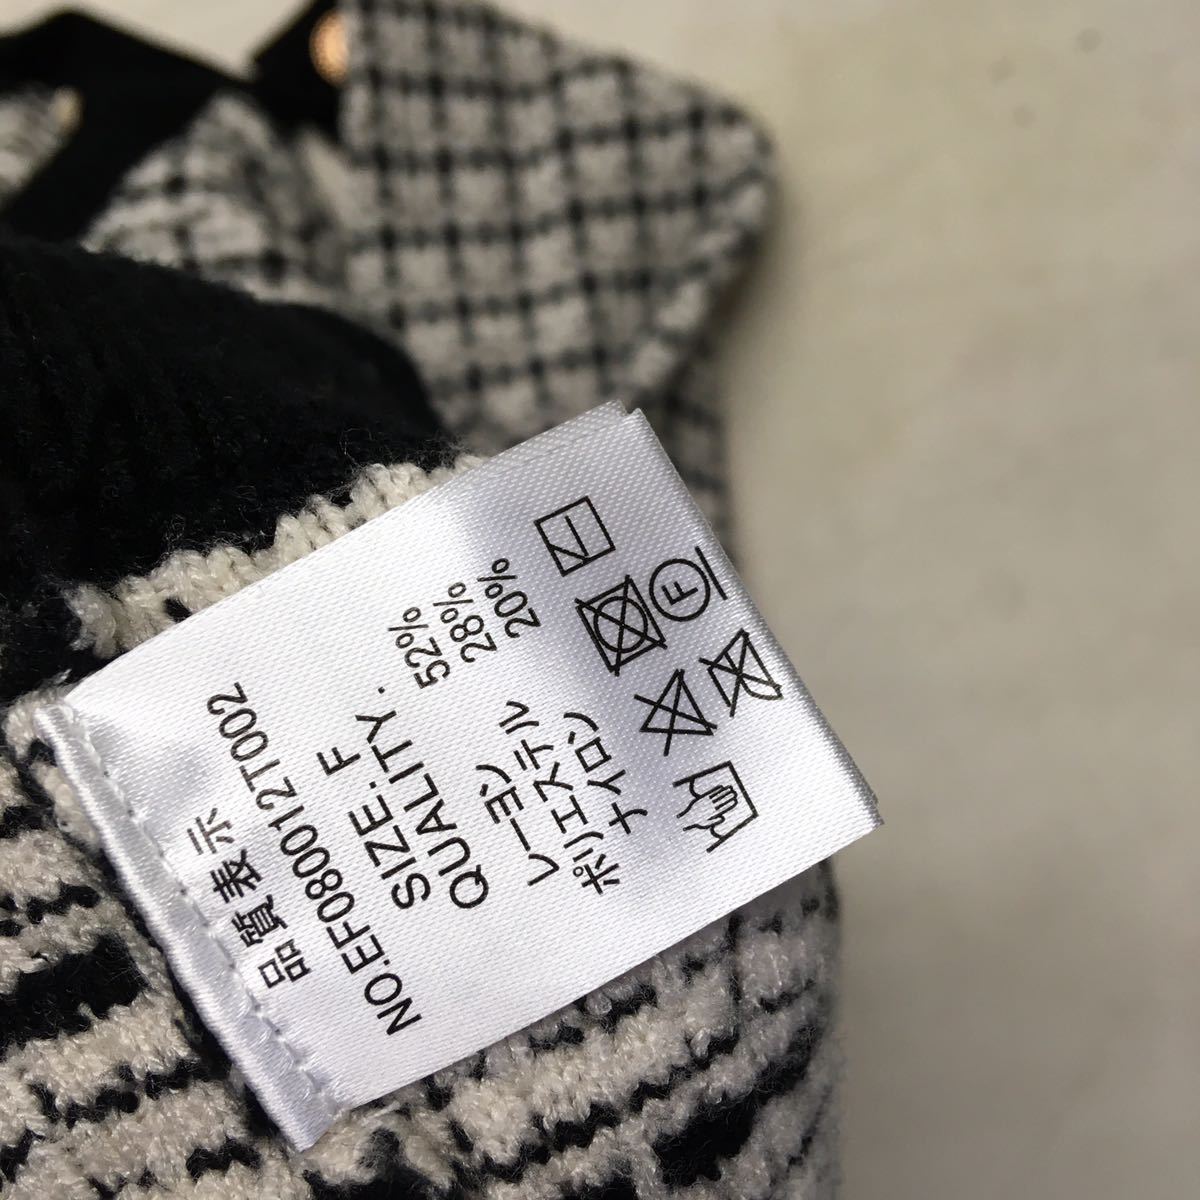 品質表示
NO.EF080012T002
SIZE: F
QUALITY.
レーヨン 52%
ポリエステル 28%
ナイロン 20%
F